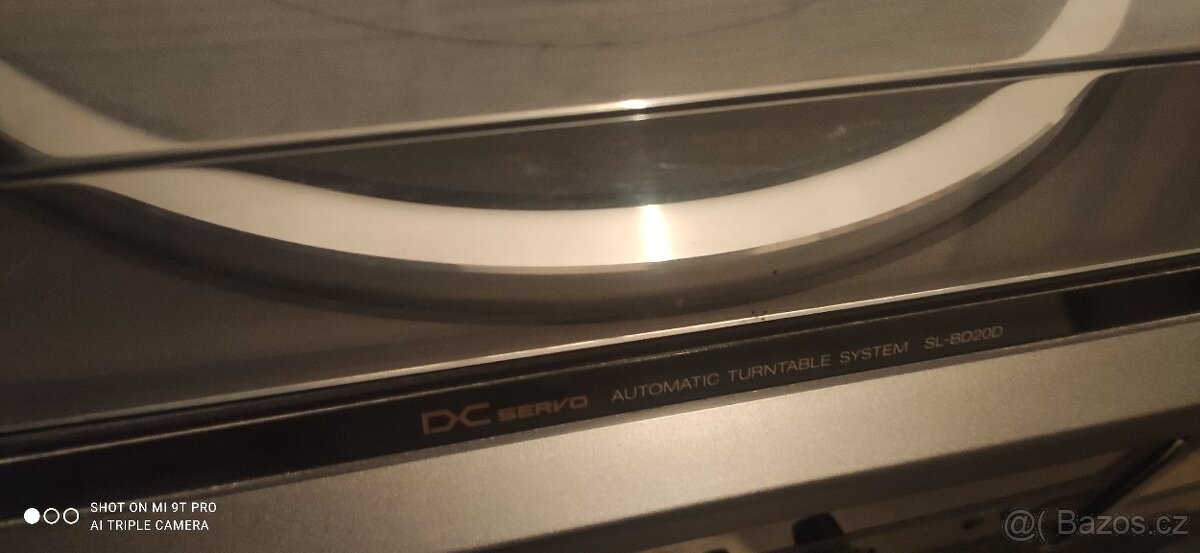 DC SERVO AUTOMATIC TURNTABLE SYSTEM SL-BD20D
SHOT ON MI 9T PRO
AI TRIPLE CAMERA
@( Bazos.cz